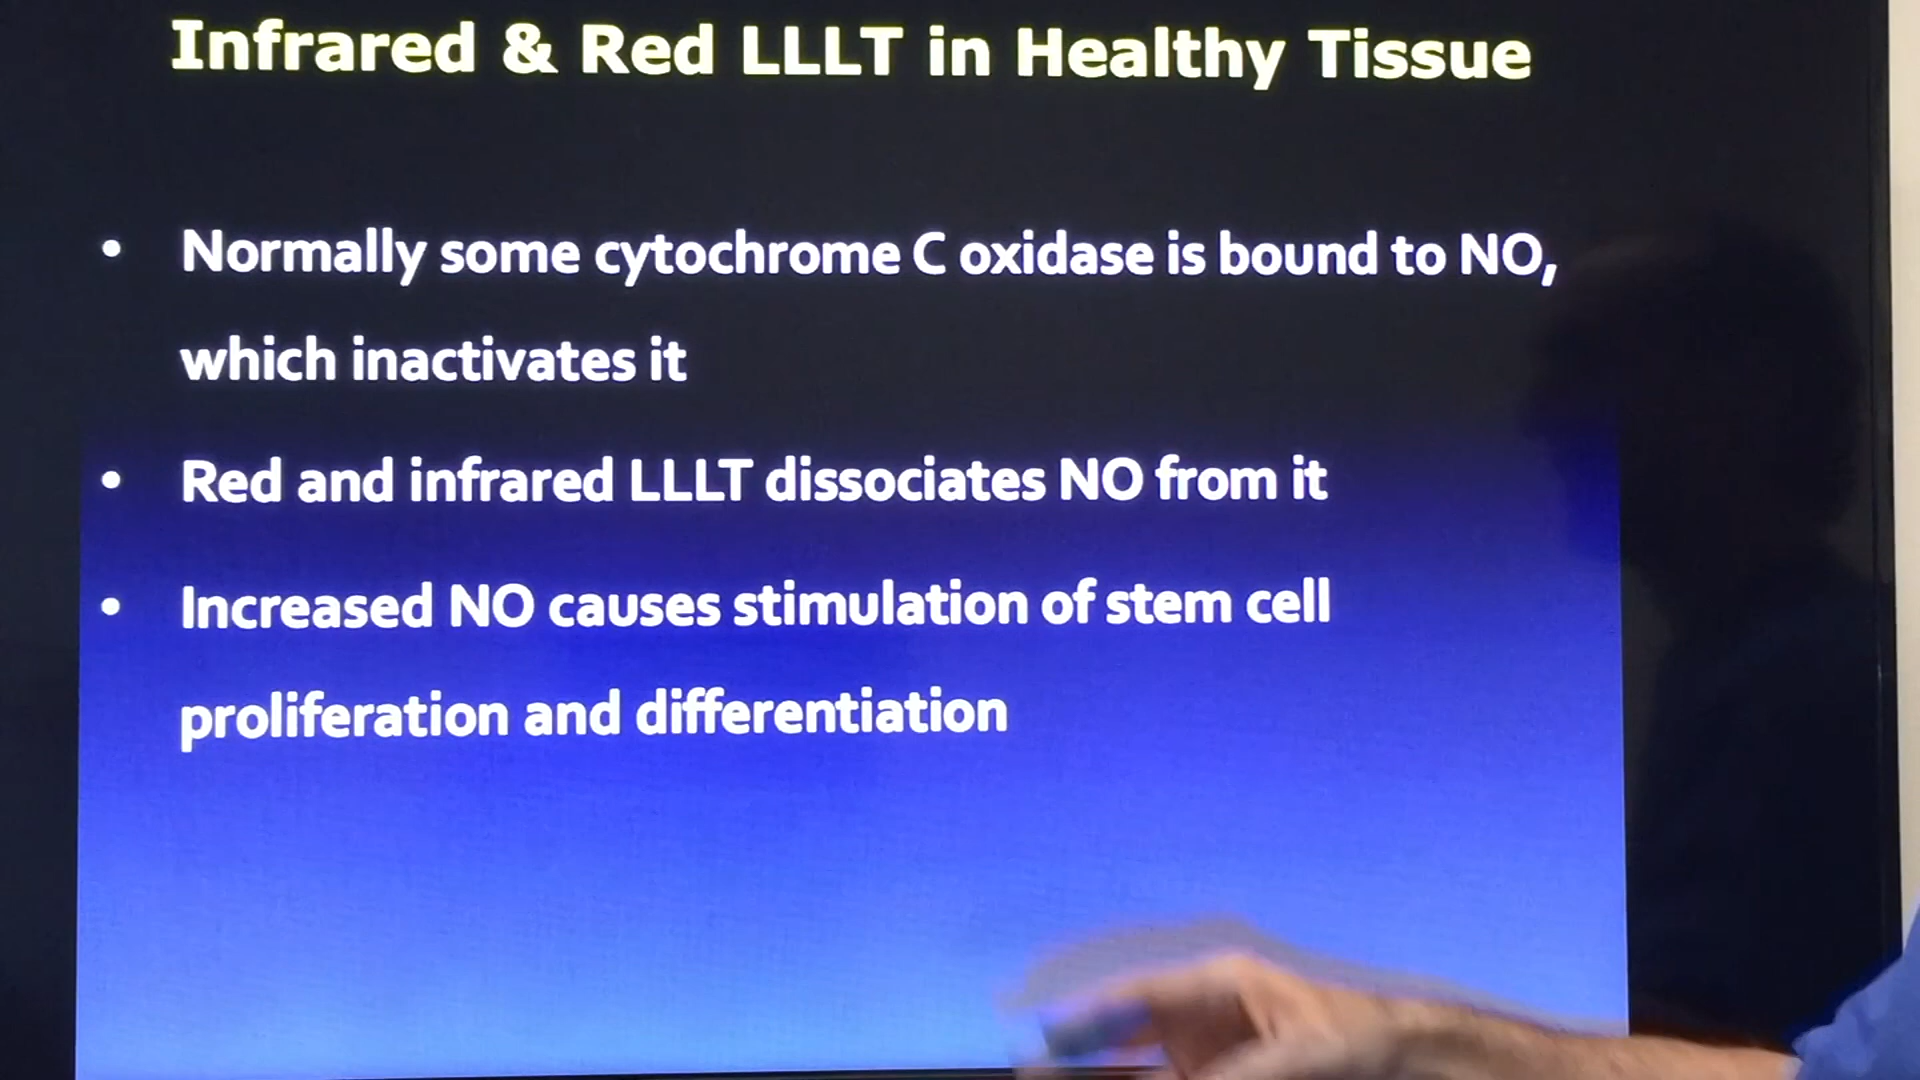 Infrared & Red LLLT in Healthy Tissue
• Normally some cytochrome C oxidase is bound to NO,
which inactivates it
• Red and infrared LLLT dissociates NO from it
• Increased NO causes stimulation of stem cell
proliferation and differentiation